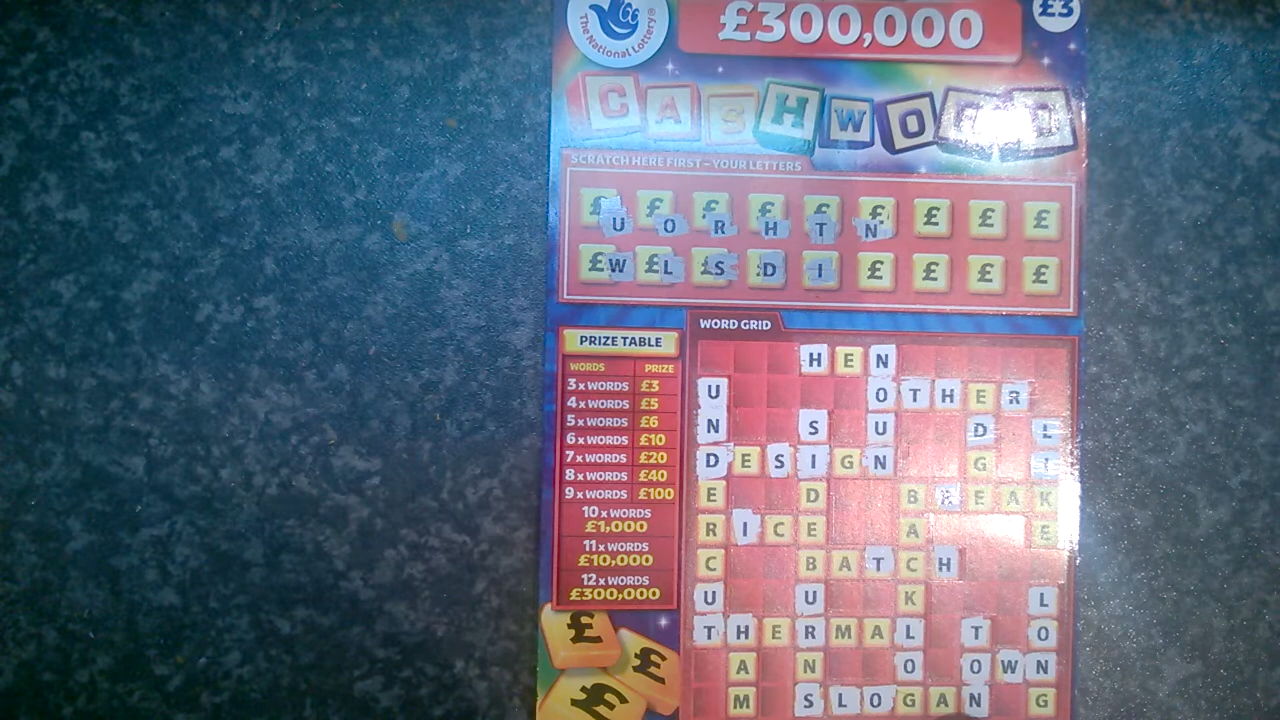 The National Lottery®
£300,000
£3
CASHWO
SCRATCH HERE FIRST – YOUR LETTERS
£ £ £ £ £ £ £ £ £
U O R H T N
£ £ £ £ £ £ £ £
W L S D I
WORD GRID
PRIZE TABLE
WORDS PRIZE
3 x WORDS £3
4 x WORDS £5
5 x WORDS £6
6 x WORDS £10
7 x WORDS £20
8 x WORDS £40
9 x WORDS £100
10 x WORDS
£1,000
11 x WORDS
£10,000
12 x WORDS
£300,000
£
£
£
H E N
U O T H E R
N S U D L
D E S I G N G I
E D B R E A K
R I C E A E
C B A T C H
U U K L
T H E R M A L T O
A N O O W N
M S L O G A N G